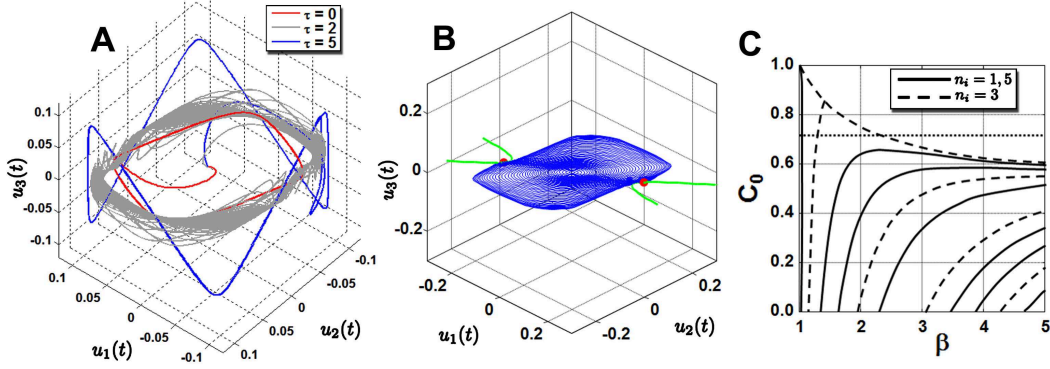 A
τ = 0
τ = 2
τ = 5
0.1
0.05
0
-0.05
-0.1
u₃(t)
0.1
0.05
0
-0.05
-0.1
u₁(t)
-0.1
-0.05
0
0.05
0.1
u₂(t)
B
0.2
0
-0.2
u₃(t)
-0.2
0
0.2
u₁(t)
0.2
0
-0.2
u₂(t)
C
nᵢ = 1, 5
nᵢ = 3
1.0
0.8
0.6
0.4
0.2
0.0
C₀
1 2 3 4 5
β